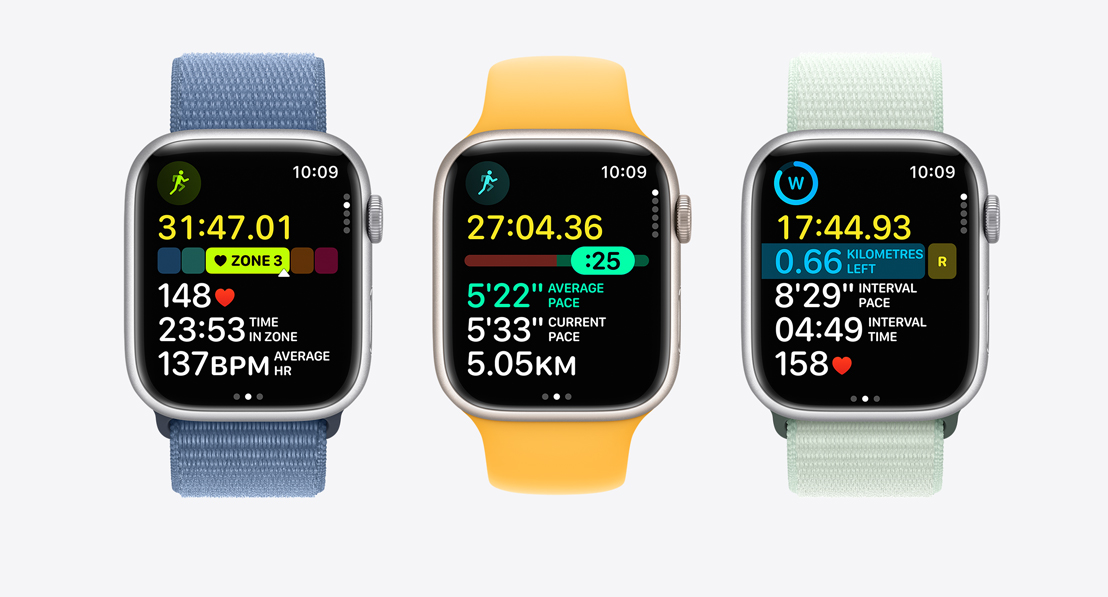 10:09
31:47.01
ZONE 3
148
23:53 TIME IN ZONE
137BPM AVERAGE HR
10:09
27:04.36
:25
5'22" AVERAGE PACE
5'33" CURRENT PACE
5.05KM
W
10:09
17:44.93
0.66 KILOMETRES LEFT
R
8'29" INTERVAL PACE
04:49 INTERVAL TIME
158